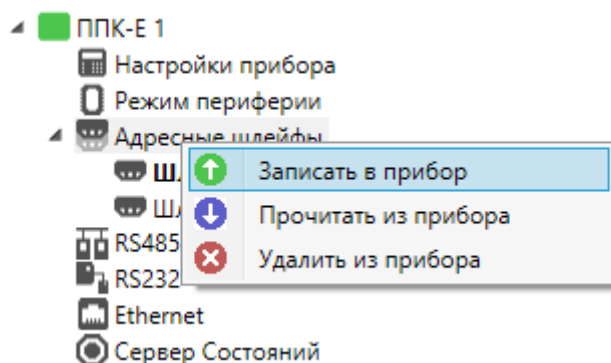 ППК-Е 1
Настройки прибора
Режим периферии
Адресные шлейфы
Записать в прибор
Прочитать из прибора
RS485
Удалить из прибора
RS232
Ethernet
Сервер Состояний